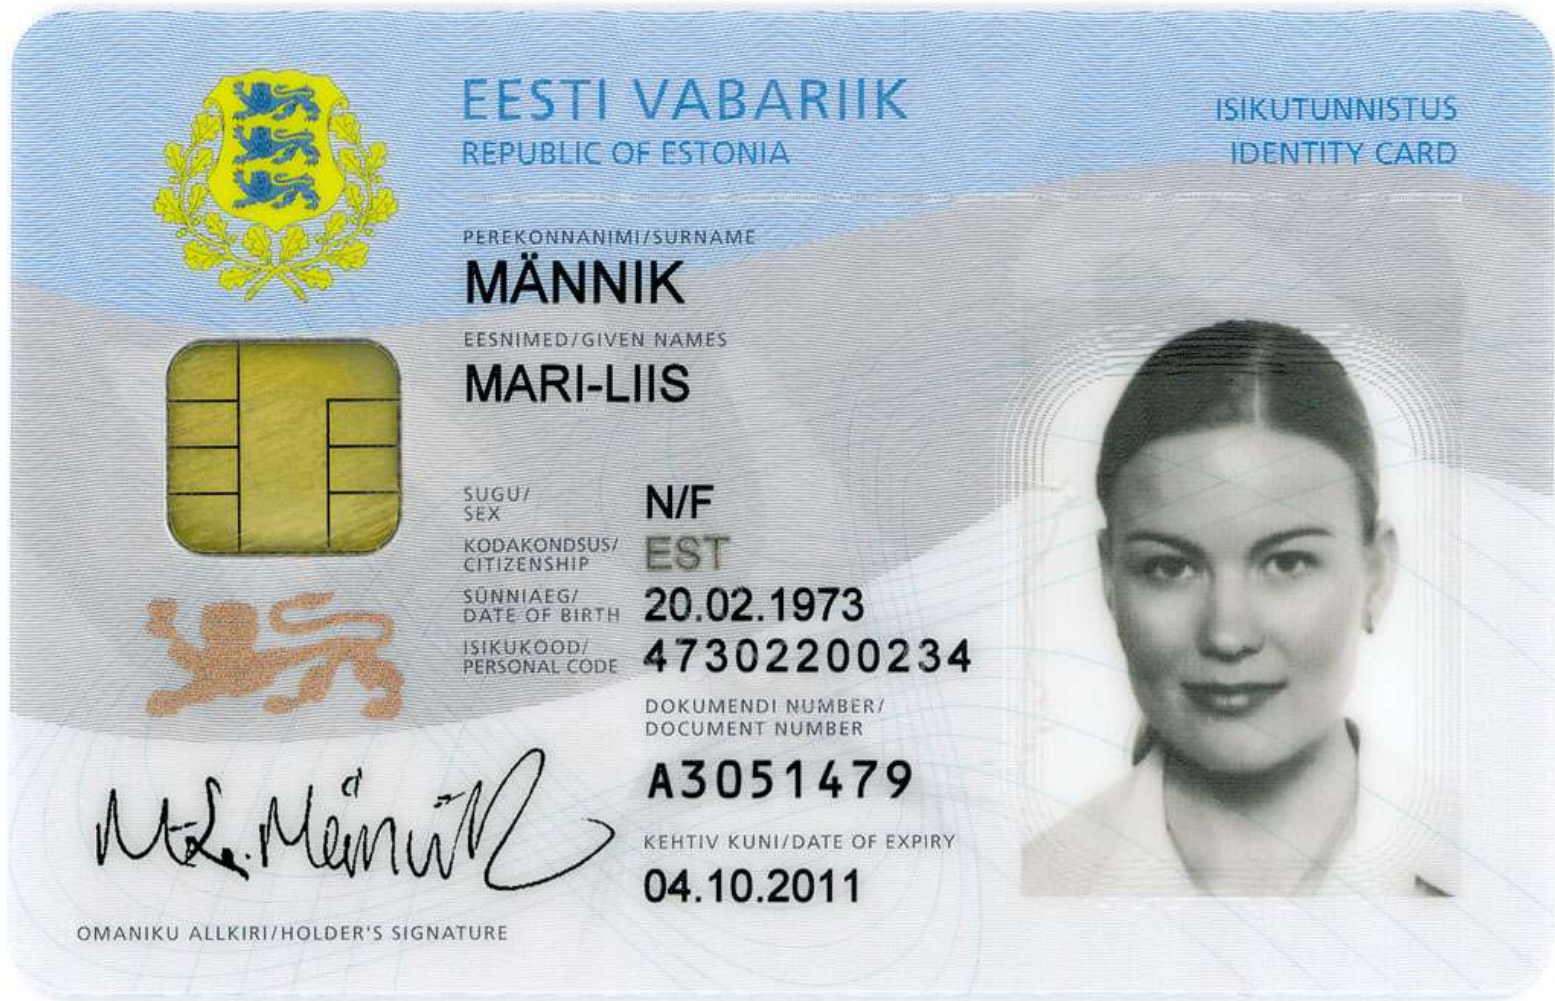 EESTI VABARIIK
REPUBLIC OF ESTONIA
ISIKUTUNNISTUS
IDENTITY CARD
PEREKONNANIMI/SURNAME
MÄNNIK
EESNIMED/GIVEN NAMES
MARI-LIIS
SUGU/
SEX
N/F
KODAKONDSUS/
CITIZENSHIP
EST
SÜNNIAEG/
DATE OF BIRTH
20.02.1973
ISIKUKOOD/
PERSONAL CODE
47302200234
DOKUMENDI NUMBER/
DOCUMENT NUMBER
A3051479
KEHTIV KUNI/DATE OF EXPIRY
04.10.2011
M-L. Männik
OMANIKU ALLKIRI/HOLDER'S SIGNATURE